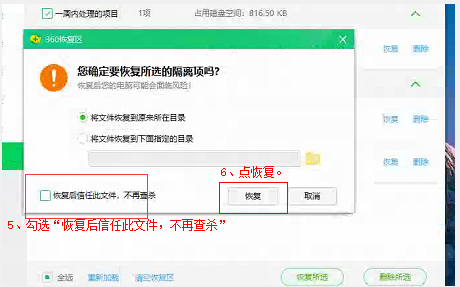 一周内处理的项目 1项 占用磁盘空间：816.50 KB
360恢复区
恢复 删除
您确定要恢复所选的隔离项吗?
恢复后您的电脑可能会面临风险!
将文件恢复到原来所在目录
恢复 删除
将文件恢复到下面指定的目录
恢复 删除
6、点恢复。
恢复后信任此文件，不再查杀
恢复 取消
5、勾选“恢复后信任此文件，不再查杀”
全选 重新加载 清空恢复区 恢复所选 删除所选